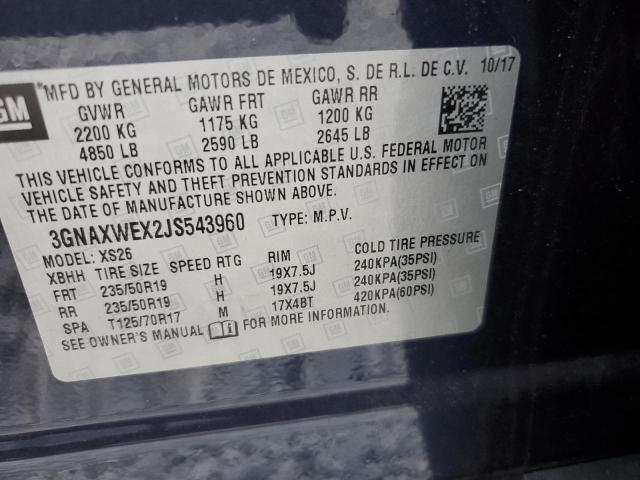 GM
*MFD BY GENERAL MOTORS DE MEXICO, S. DE R.L. DE C.V. 10/17
GVWR GAWR FRT GAWR RR
2200 KG 1175 KG 1200 KG
4850 LB 2590 LB 2645 LB
THIS VEHICLE CONFORMS TO ALL APPLICABLE U.S. FEDERAL MOTOR
VEHICLE SAFETY AND THEFT PREVENTION STANDARDS IN EFFECT ON
THE DATE OF MANUFACTURE SHOWN ABOVE.
3GNAXWEX2JS543960 TYPE: M.P.V.
MODEL: XS26
XBHH TIRE SIZE SPEED RTG RIM COLD TIRE PRESSURE
FRT 235/50R19 H 19X7.5J 240KPA(35PSI)
RR 235/50R19 H 19X7.5J 240KPA(35PSI)
SPA T125/70R17 M 17X4BT 420KPA(60PSI)
SEE OWNER'S MANUAL FOR MORE INFORMATION